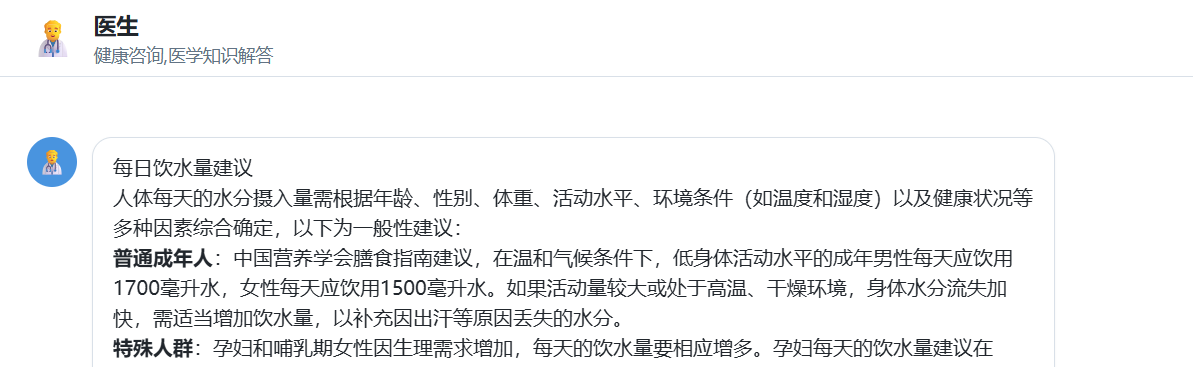 医生
健康咨询,医学知识解答
每日饮水量建议
人体每天的水分摄入量需根据年龄、性别、体重、活动水平、环境条件（如温度和湿度）以及健康状况等
多种因素综合确定，以下为一般性建议：
普通成年人：中国营养学会膳食指南建议，在温和气候条件下，低身体活动水平的成年男性每天应饮用
1700毫升水，女性每天应饮用1500毫升水。如果活动量较大或处于高温、干燥环境，身体水分流失加
快，需适当增加饮水量，以补充因出汗等原因丢失的水分。
特殊人群：孕妇和哺乳期女性因生理需求增加，每天的饮水量要相应增多。孕妇每天的饮水量建议在